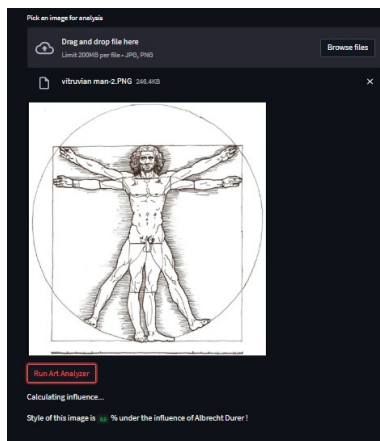 Pick an image for analysis
Drag and drop file here
Limit 200MB per file • JPG, PNG
Browse files
vitruvian man-2.PNG 246.4KB
Run Art Analyzer
Calculating influence...
Style of this image is % under the influence of Albrecht Durer !